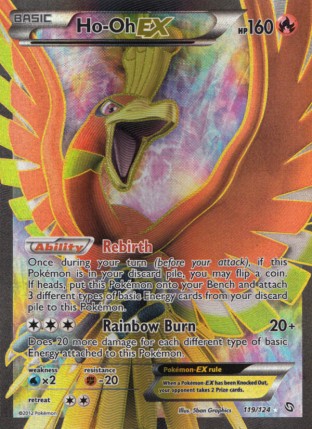 BASIC
Ho-Oh EX HP160
Ability Rebirth
Once during your turn (before your attack), if this
Pokémon is in your discard pile, you may flip a coin.
If heads, put this Pokémon onto your Bench and attach
3 different types of basic Energy cards from your discard
pile to this Pokémon.
Rainbow Burn 20+
Does 20 more damage for each different type of basic
Energy attached to this Pokémon.
weakness resistance Pokémon-EX rule
×2 -20 When a Pokémon-EX has been Knocked Out,
your opponent takes 2 Prize cards.
retreat
©2012 Pokémon Illus. 5ban Graphics 119/124